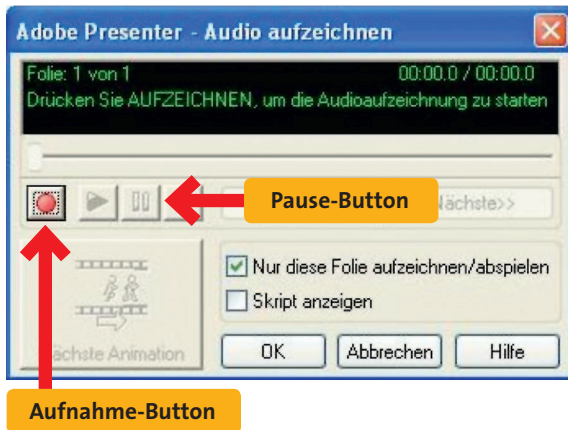 Adobe Presenter - Audio aufzeichnen
Folie: 1 von 1 00:00.0 / 00:00.0
Drücken Sie AUFZEICHNEN, um die Audioaufzeichnung zu starten
Pause-Button
Nächste>>
Nur diese Folie aufzeichnen/abspielen
Skript anzeigen
Nächste Animation
OK Abbrechen Hilfe
Aufnahme-Button